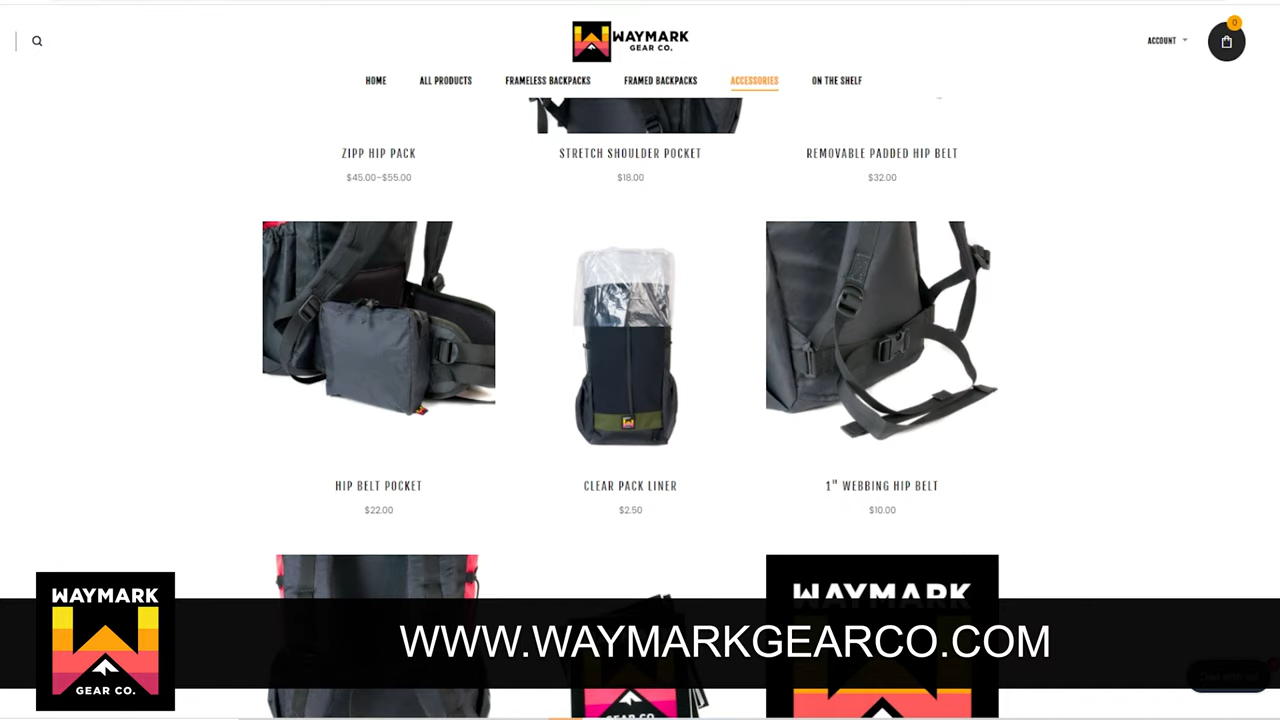 WAYMARK
GEAR CO.
ACCOUNT
0
HOME
ALL PRODUCTS
FRAMELESS BACKPACKS
FRAMED BACKPACKS
ACCESSORIES
ON THE SHELF
ZIPP HIP PACK
STRETCH SHOULDER POCKET
REMOVABLE PADDED HIP BELT
$45.00–$55.00
$18.00
$32.00
HIP BELT POCKET
CLEAR PACK LINER
1" WEBBING HIP BELT
$22.00
$2.50
$10.00
WAYMARK
GEAR CO.
WAYMARK
WWW.WAYMARKGEARCO.COM
GEAR CO.